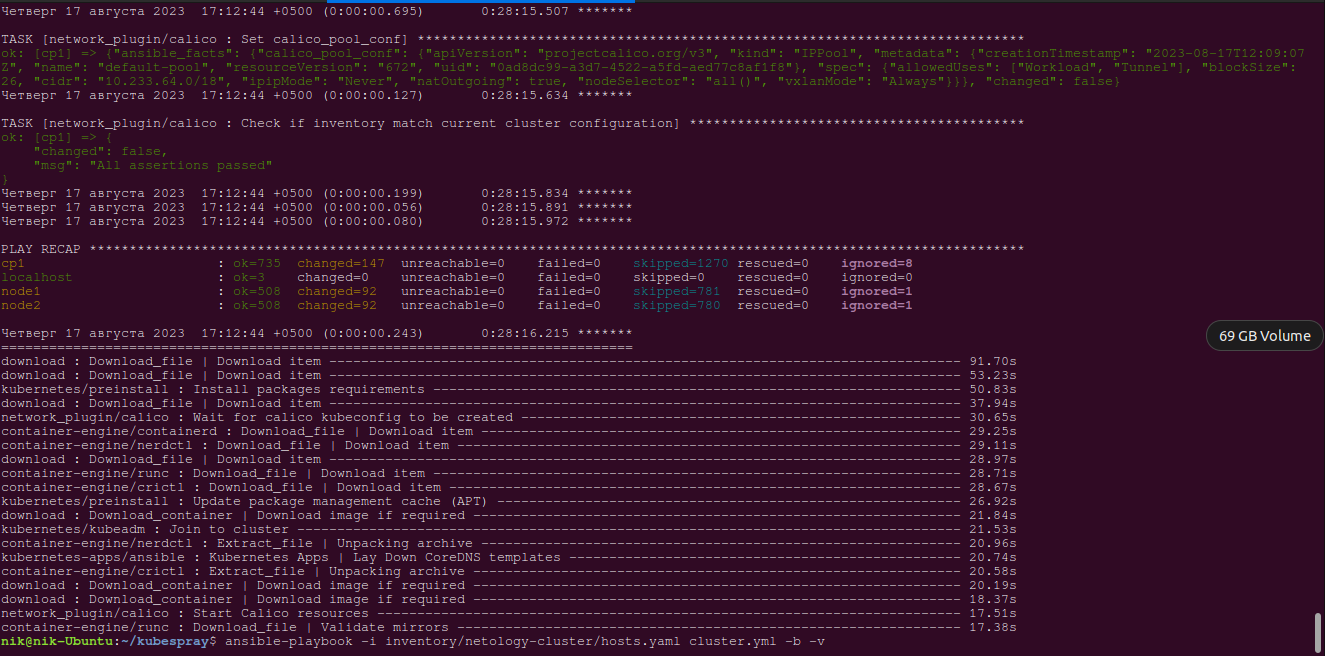 Четверг 17 августа 2023  17:12:44 +0500 (0:00:00.695)       0:28:15.507 *******
TASK [network_plugin/calico : Set calico_pool_conf] *****************************************************************************
ok: [cp1] => {"ansible_facts": {"calico_pool_conf": {"apiVersion": "projectcalico.org/v3", "kind": "IPPool", "metadata": {"creationTimestamp": "2023-08-17T12:09:07
Z", "name": "default-pool", "resourceVersion": "672", "uid": "0ad8dc99-a3d7-4522-a5fd-aed77c8af1f8"}, "spec": {"allowedUses": ["Workload", "Tunnel"], "blockSize":
26, "cidr": "10.233.64.0/18", "ipipMode": "Never", "natOutgoing": true, "nodeSelector": "all()", "vxlanMode": "Always"}}}, "changed": false}
Четверг 17 августа 2023  17:12:44 +0500 (0:00:00.127)       0:28:15.634 *******
TASK [network_plugin/calico : Check if inventory match current cluster configuration] ******************************************
ok: [cp1] => {
    "changed": false,
    "msg": "All assertions passed"
}
Четверг 17 августа 2023  17:12:44 +0500 (0:00:00.199)       0:28:15.834 *******
Четверг 17 августа 2023  17:12:44 +0500 (0:00:00.056)       0:28:15.891 *******
Четверг 17 августа 2023  17:12:44 +0500 (0:00:00.080)       0:28:15.972 *******
PLAY RECAP *********************************************************************************************************************
cp1                        : ok=735  changed=147  unreachable=0    failed=0    skipped=1270 rescued=0    ignored=8
localhost                  : ok=3    changed=0    unreachable=0    failed=0    skipped=0    rescued=0    ignored=0
node1                      : ok=508  changed=92   unreachable=0    failed=0    skipped=781  rescued=0    ignored=1
node2                      : ok=508  changed=92   unreachable=0    failed=0    skipped=780  rescued=0    ignored=1
Четверг 17 августа 2023  17:12:44 +0500 (0:00:00.243)       0:28:16.215 *******
===============================================================================
69 GB Volume
download : Download_file | Download item ------------------------------------------------------------------------------- 91.70s
download : Download_file | Download item ------------------------------------------------------------------------------- 53.23s
kubernetes/preinstall : Install packages requirements ------------------------------------------------------------------ 50.83s
download : Download_file | Download item ------------------------------------------------------------------------------- 37.94s
network_plugin/calico : Wait for calico kubeconfig to be created ------------------------------------------------------- 30.65s
container-engine/containerd : Download_file | Download item ------------------------------------------------------------ 29.25s
container-engine/nerdctl : Download_file | Download item --------------------------------------------------------------- 29.11s
download : Download_file | Download item ------------------------------------------------------------------------------- 28.97s
container-engine/runc : Download_file | Download item ------------------------------------------------------------------ 28.71s
container-engine/crictl : Download_file | Download item ---------------------------------------------------------------- 28.67s
kubernetes/preinstall : Update package management cache (APT) ---------------------------------------------------------- 26.92s
download : Download_container | Download image if required ------------------------------------------------------------- 21.84s
kubernetes/kubeadm : Join to cluster ----------------------------------------------------------------------------------- 21.53s
container-engine/nerdctl : Extract_file | Unpacking archive ------------------------------------------------------------ 20.96s
kubernetes-apps/ansible : Kubernetes Apps | Lay Down CoreDNS templates ------------------------------------------------- 20.74s
container-engine/crictl : Extract_file | Unpacking archive ------------------------------------------------------------- 20.58s
download : Download_container | Download image if required ------------------------------------------------------------- 20.19s
download : Download_container | Download image if required ------------------------------------------------------------- 18.37s
network_plugin/calico : Start Calico resources ------------------------------------------------------------------------- 17.51s
container-engine/runc : Download_file | Validate mirrors --------------------------------------------------------------- 17.38s
nik@nik-Ubuntu:~/kubespray$ ansible-playbook -i inventory/netology-cluster/hosts.yaml cluster.yml -b -v